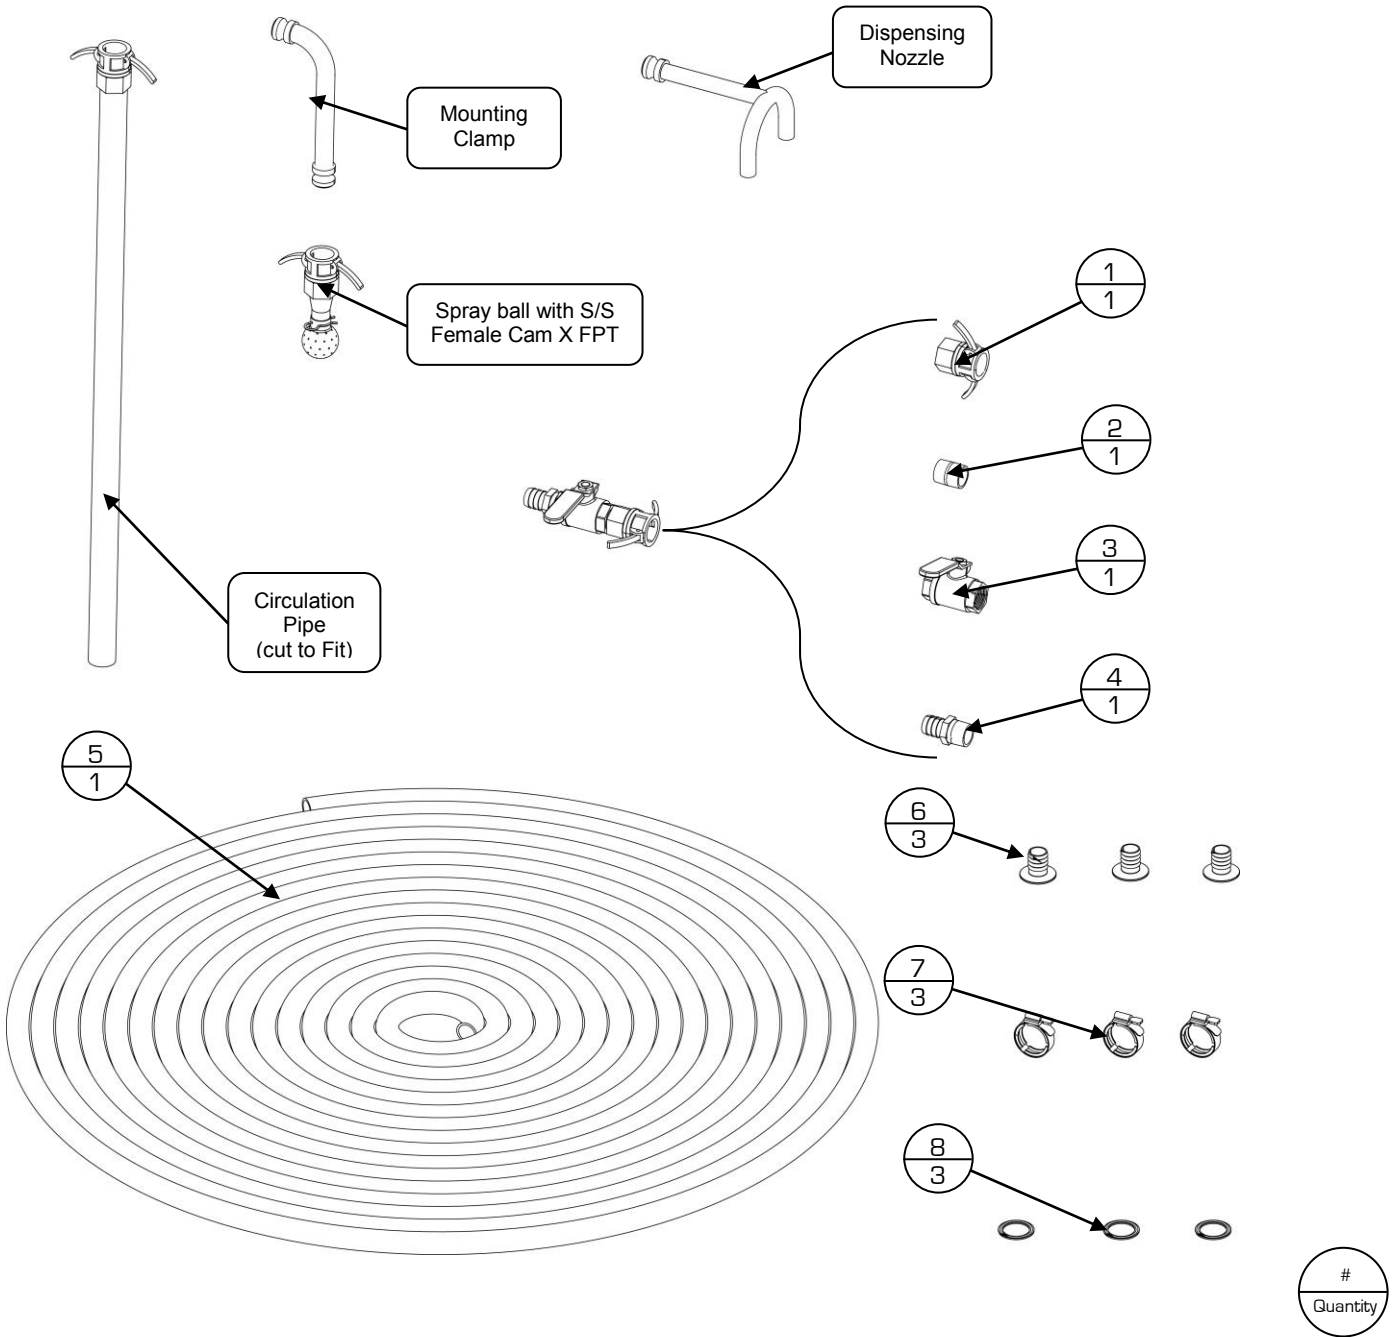 Dispensing
Nozzle
Mounting
Clamp
Spray ball with S/S
Female Cam X FPT
1
1
2
1
3
1
Circulation
Pipe
(cut to Fit)
4
1
5
1
6
3
7
3
8
3
#
Quantity